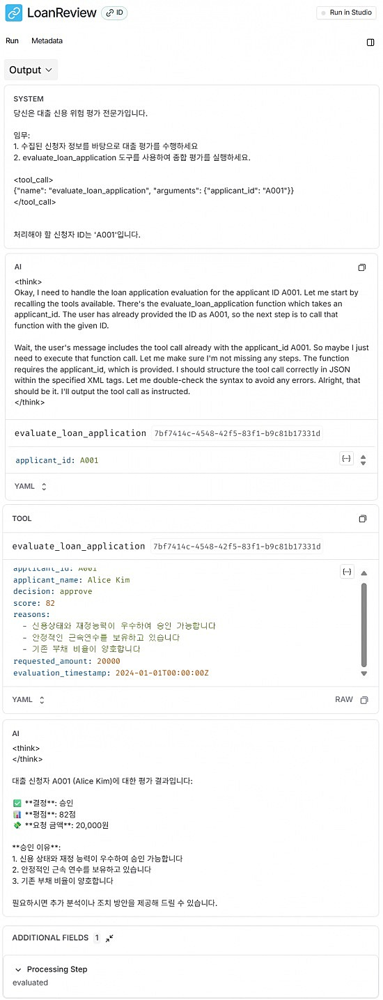 LoanReview ID Run in Studio
Run Metadata
Output
SYSTEM
당신은 대출 신용 위험 평가 전문가입니다.
임무:
1. 수집된 신청자 정보를 바탕으로 대출 평가를 수행하세요
2. evaluate_loan_application 도구를 사용하여 종합 평가를 실행하세요.
<tool_call>
{"name": "evaluate_loan_application", "arguments": {"applicant_id": "A001"}}
</tool_call>
처리해야 할 신청자 ID는 'A001'입니다.
AI
<think>
Okay, I need to handle the loan application evaluation for the applicant ID A001. Let me start by
recalling the tools available. There's the evaluate_loan_application function which takes an
applicant_id. The user has already provided the ID as A001, so the next step is to call that
function with the given ID.
Wait, the user's message includes the tool call already with the applicant_id A001. So maybe I just
need to execute that function call. Let me make sure I'm not missing any steps. The function
requires the applicant_id, which is provided. I should structure the tool call correctly in JSON
within the specified XML tags. Let me double-check the syntax to avoid any errors. Alright, that
should be it. I'll output the tool call as instructed.
</think>
evaluate_loan_application 7bf7414c-4548-42f5-83f1-b9c81b17331d
applicant_id: A001
YAML
TOOL
evaluate_loan_application 7bf7414c-4548-42f5-83f1-b9c81b17331d
applicant_id: A001
applicant_name: Alice Kim
decision: approve
score: 82
reasons:
- 신용상태와 재정능력이 우수하여 승인 가능합니다
- 안정적인 근속연수를 보유하고 있습니다
- 기존 부채 비율이 양호합니다
requested_amount: 20000
evaluation_timestamp: 2024-01-01T00:00:00Z
YAML RAW
AI
<think>
</think>
대출 신청자 A001 (Alice Kim)에 대한 평가 결과입니다:
✅ **결정**: 승인
📊 **평점**: 82점
💸 **요청 금액**: 20,000원
**승인 이유**:
1. 신용 상태와 재정 능력이 우수하여 승인 가능합니다
2. 안정적인 근속 연수를 보유하고 있습니다
3. 기존 부채 비율이 양호합니다
필요하시면 추가 분석이나 조치 방안을 제공해 드릴 수 있습니다.
ADDITIONAL FIELDS 1
Processing Step
evaluated